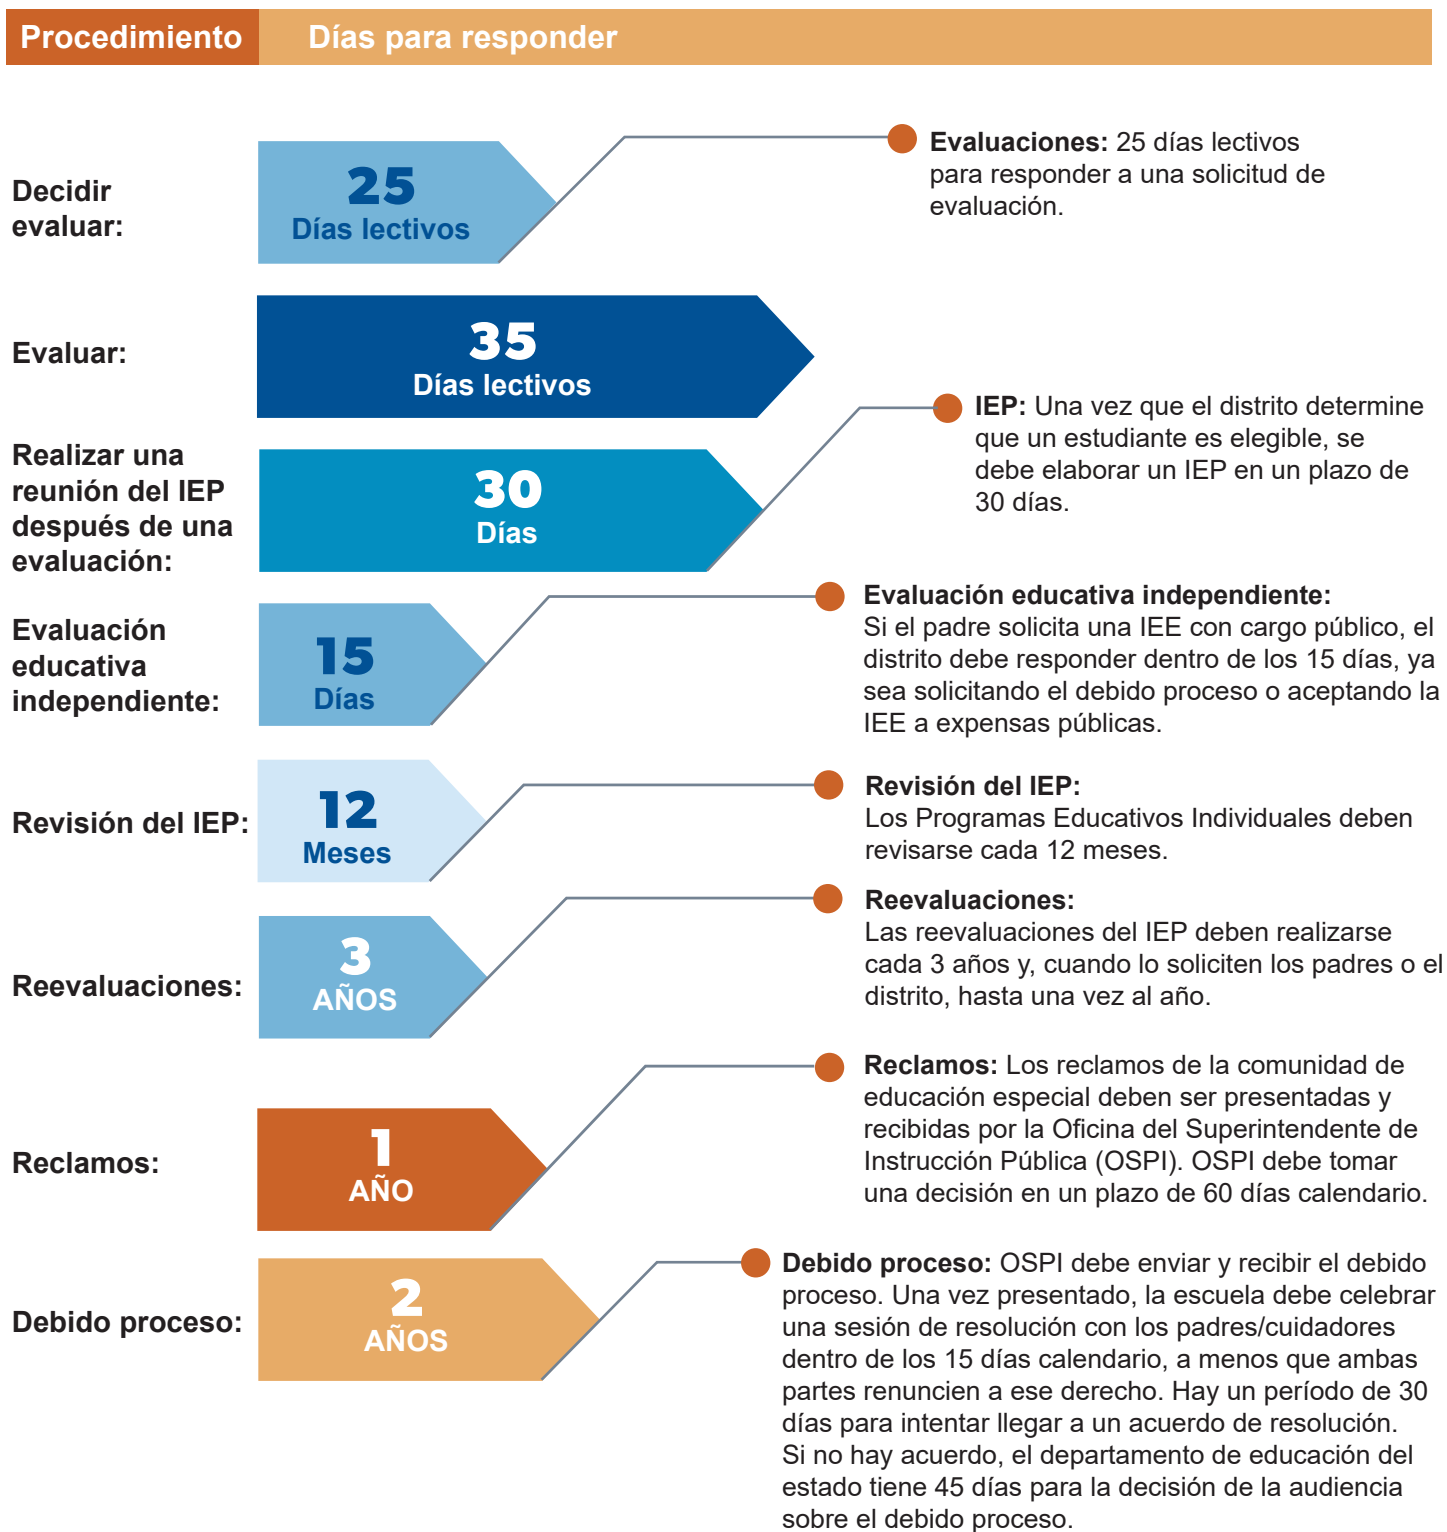 Procedimiento Días para responder
Decidir
evaluar:
25
Días lectivos
Evaluaciones: 25 días lectivos
para responder a una solicitud de
evaluación.
Evaluar:
35
Días lectivos
Realizar una
reunión del IEP
después de una
evaluación:
30
Días
IEP: Una vez que el distrito determine
que un estudiante es elegible, se
debe elaborar un IEP en un plazo de
30 días.
Evaluación
educativa
independiente:
15
Días
Evaluación educativa independiente:
Si el padre solicita una IEE con cargo público, el
distrito debe responder dentro de los 15 días, ya
sea solicitando el debido proceso o aceptando la
IEE a expensas públicas.
Revisión del IEP:
12
Meses
Revisión del IEP:
Los Programas Educativos Individuales deben
revisarse cada 12 meses.
Reevaluaciones:
3
AÑOS
Reevaluaciones:
Las reevaluaciones del IEP deben realizarse
cada 3 años y, cuando lo soliciten los padres o el
distrito, hasta una vez al año.
Reclamos:
1
AÑO
Reclamos: Los reclamos de la comunidad de
educación especial deben ser presentadas y
recibidas por la Oficina del Superintendente de
Instrucción Pública (OSPI). OSPI debe tomar
una decisión en un plazo de 60 días calendario.
Debido proceso:
2
AÑOS
Debido proceso: OSPI debe enviar y recibir el debido
proceso. Una vez presentado, la escuela debe celebrar
una sesión de resolución con los padres/cuidadores
dentro de los 15 días calendario, a menos que ambas
partes renuncien a ese derecho. Hay un período de 30
días para intentar llegar a un acuerdo de resolución.
Si no hay acuerdo, el departamento de educación del
estado tiene 45 días para la decisión de la audiencia
sobre el debido proceso.